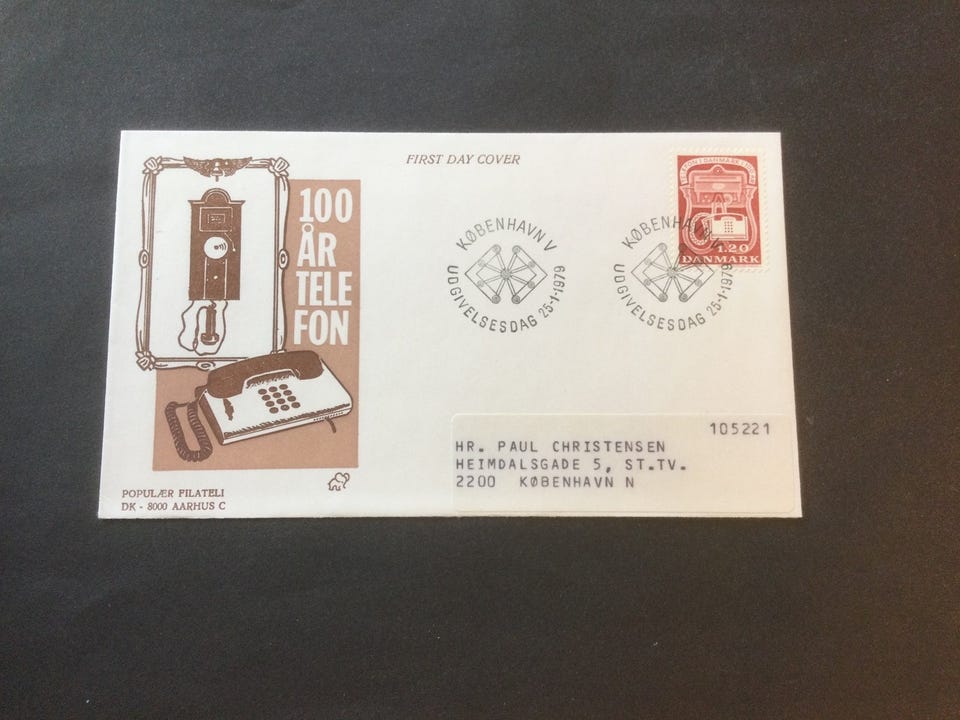 FIRST DAY COVER
100
ÅR
TELE
FON
KØBENHAVN V
UDGIVELSESDAG 25-1-1979
KØBENHAVN V
UDGIVELSESDAG 25-1-1979
1.20
DANMARK
105221
HR. PAUL CHRISTENSEN
HEIMDALSGADE 5, ST.TV.
2200 KØBENHAVN N
POPULÆR FILATELI
DK - 8000 AARHUS C